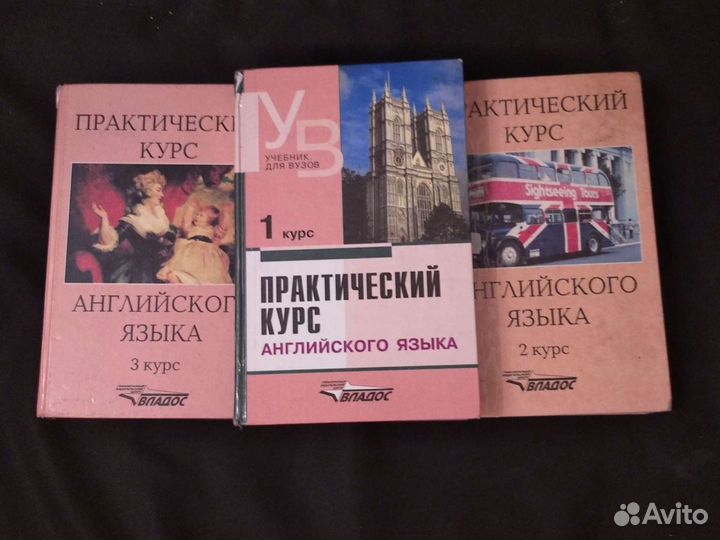 ПРАКТИЧЕСКИ
КУРС
АНГЛИЙСКОГО
ЯЗЫКА
3 курс
ВЛАДОС
УВ
УЧЕБНИК
ДЛЯ ВУЗОВ
1 курс
ПРАКТИЧЕСКИЙ
КУРС
АНГЛИЙСКОГО ЯЗЫКА
ВЛАДОС
РАКТИЧЕСКИЙ
КУРС
Sightseeing Tours
НГЛИЙСКОГО
ЯЗЫКА
2 курс
ВЛАДОС
Avito